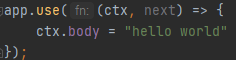 app.use( fn: (ctx, next) => {
    ctx.body = "hello world"
});